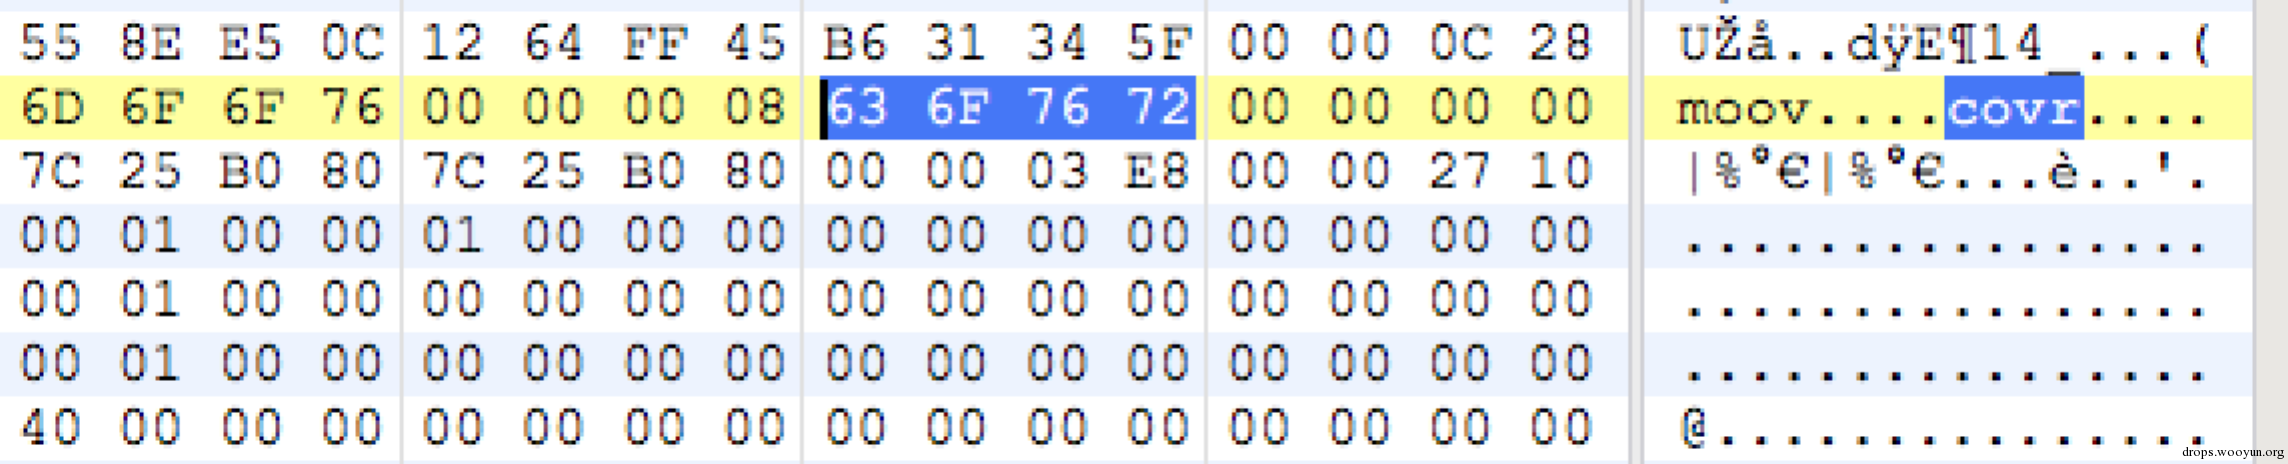 55 8E E5 0C 12 64 FF 45 B6 31 34 5F 00 00 0C 28 UŽå..dÿE¶14_...(
6D 6F 6F 76 00 00 00 08 63 6F 76 72 00 00 00 00 moov....covr....
7C 25 B0 80 7C 25 B0 80 00 00 03 E8 00 00 27 10 |%°€|%°€...è..'.
00 01 00 00 01 00 00 00 00 00 00 00 00 00 00 00 ................
00 01 00 00 00 00 00 00 00 00 00 00 00 00 00 00 ................
00 01 00 00 00 00 00 00 00 00 00 00 00 00 00 00 ................
40 00 00 00 00 00 00 00 00 00 00 00 00 00 00 00 @...............
drops.wooyun.org